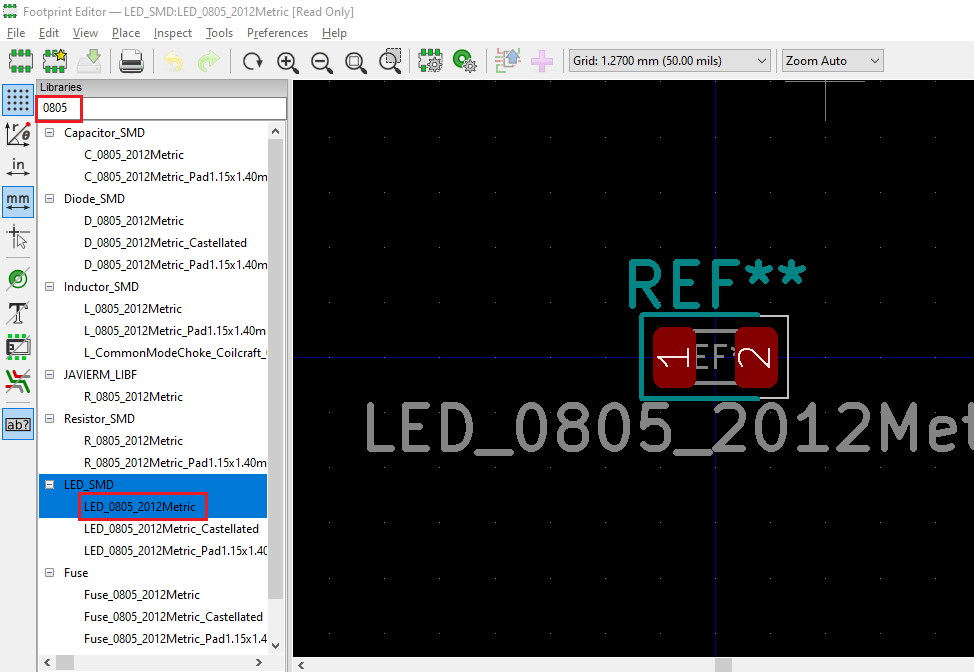 Footprint Editor — LED_SMD:LED_0805_2012Metric [Read Only]
File Edit View Place Inspect Tools Preferences Help
Grid: 1.2700 mm (50.00 mils) Zoom Auto
Libraries
0805
Capacitor_SMD
C_0805_2012Metric
C_0805_2012Metric_Pad1.15x1.40m
Diode_SMD
D_0805_2012Metric
D_0805_2012Metric_Castellated
D_0805_2012Metric_Pad1.15x1.40m
Inductor_SMD
L_0805_2012Metric
L_0805_2012Metric_Pad1.15x1.40m
L_CommonModeChoke_Coilcraft_
JAVIERM_LIBF
R_0805_2012Metric
Resistor_SMD
R_0805_2012Metric
R_0805_2012Metric_Pad1.15x1.40m
LED_SMD
LED_0805_2012Metric
LED_0805_2012Metric_Castellated
LED_0805_2012Metric_Pad1.15x1.40
Fuse
Fuse_0805_2012Metric
Fuse_0805_2012Metric_Castellated
Fuse_0805_2012Metric_Pad1.15x1.4
in
mm
ab?
REF**
1 EF* 2
LED_0805_2012Met